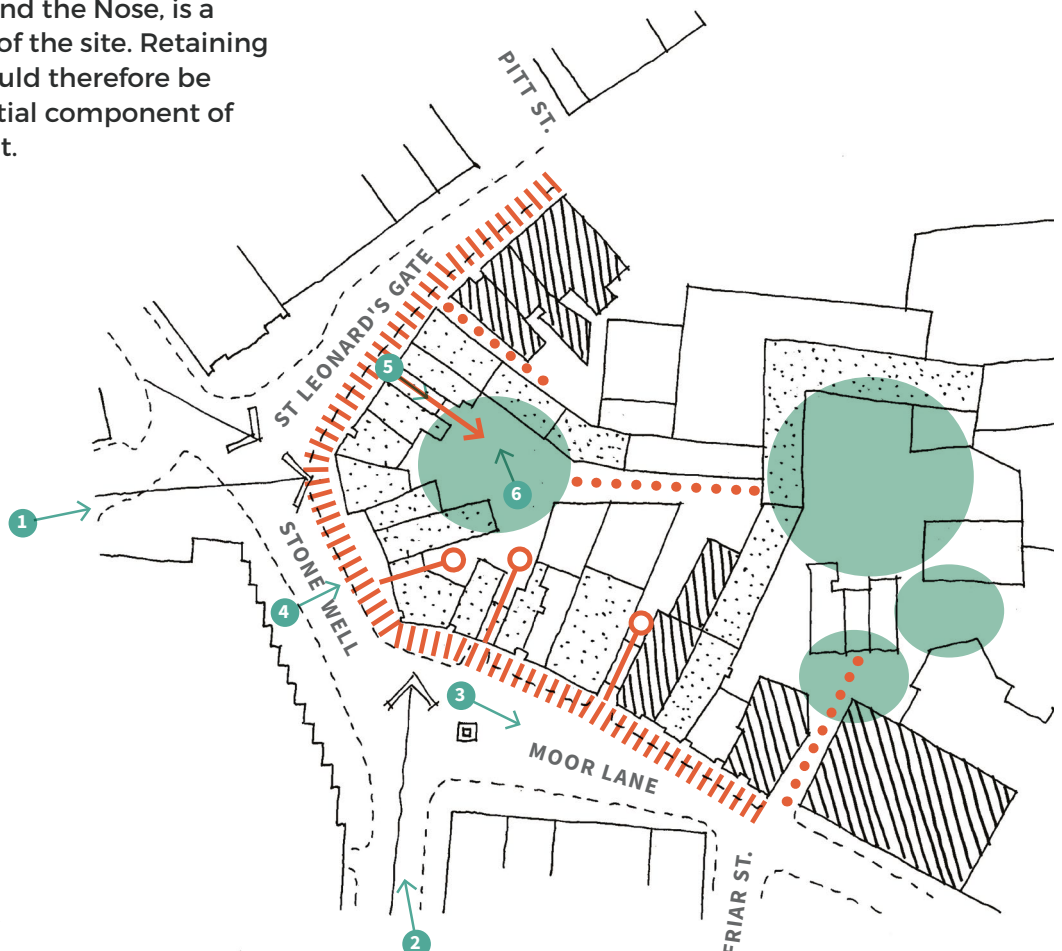 nd the Nose, is a
of the site. Retaining
uld therefore be
tial component of
t.
PITT ST.
ST LEONARD'S GATE
5
6
1
STONE WELL
4
3
MOOR LANE
FRIAR ST.
2